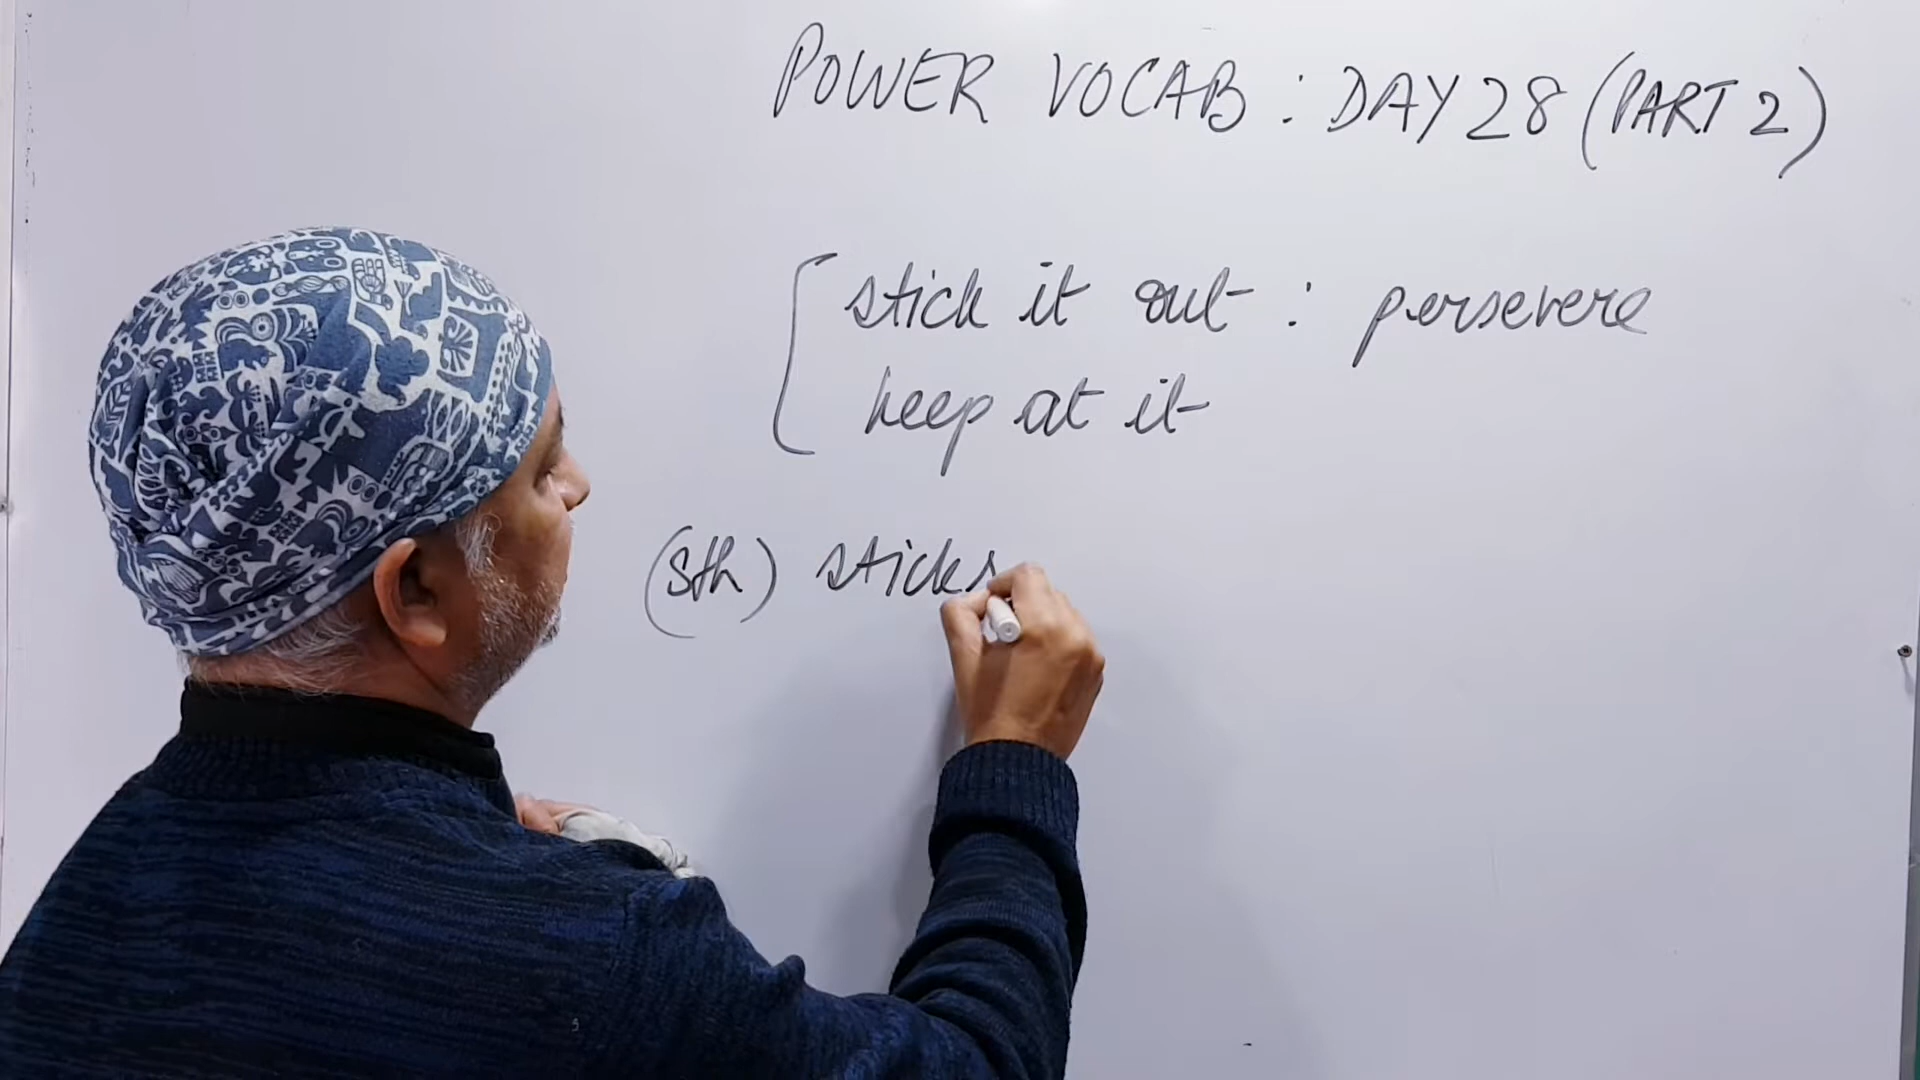 POWER VOCAB : DAY 28 (PART 2)
stick it out : persevere
keep at it
(sth) sticks